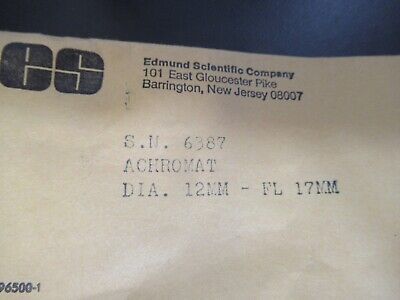 es
Edmund Scientific Company
101 East Gloucester Pike
Barrington, New Jersey 08007
S.N. 6387
ACHROMAT
DIA. 12MM - FL 17MM
96500-1